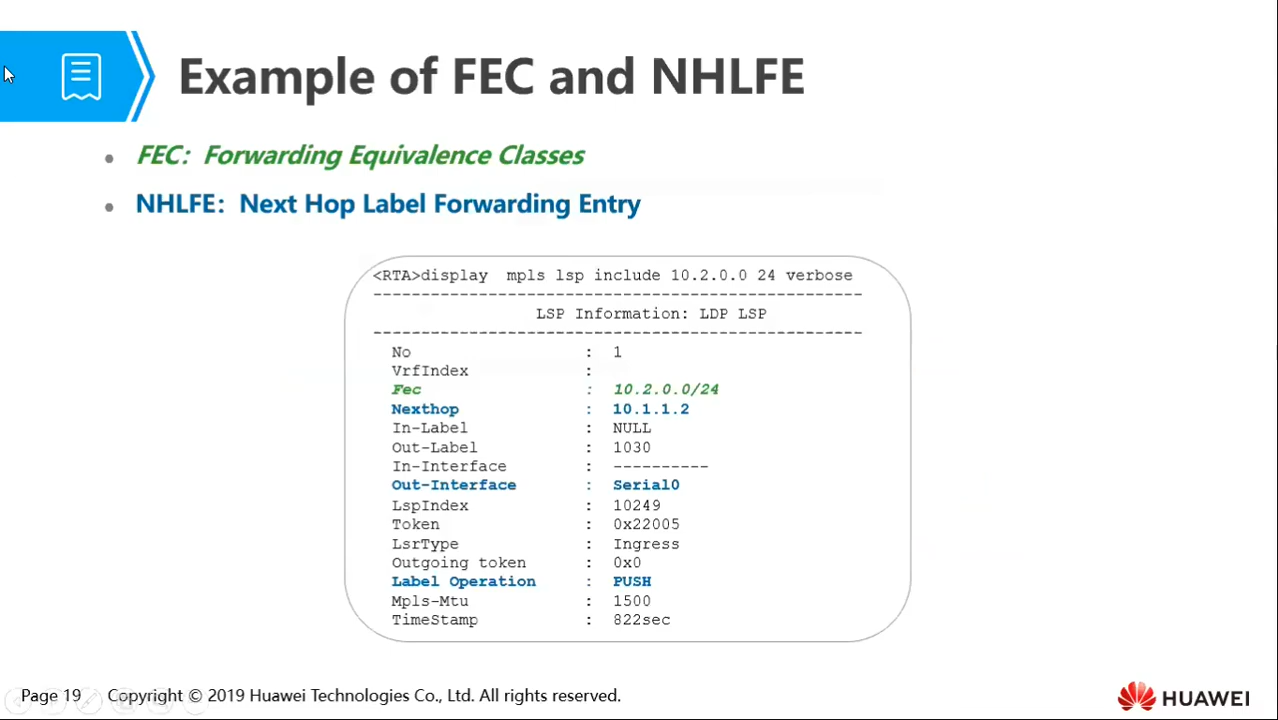 Example of FEC and NHLFE
• FEC: Forwarding Equivalence Classes
• NHLFE: Next Hop Label Forwarding Entry
<RTA>display mpls lsp include 10.2.0.0 24 verbose
---------------------------------------------------
LSP Information: LDP LSP
---------------------------------------------------
No : 1
VrfIndex :
Fec : 10.2.0.0/24
Nexthop : 10.1.1.2
In-Label : NULL
Out-Label : 1030
In-Interface : ----------
Out-Interface : Serial0
LspIndex : 10249
Token : 0x22005
LsrType : Ingress
Outgoing token : 0x0
Label Operation : PUSH
Mpls-Mtu : 1500
TimeStamp : 822sec
Page 19 Copyright © 2019 Huawei Technologies Co., Ltd. All rights reserved.
HUAWEI